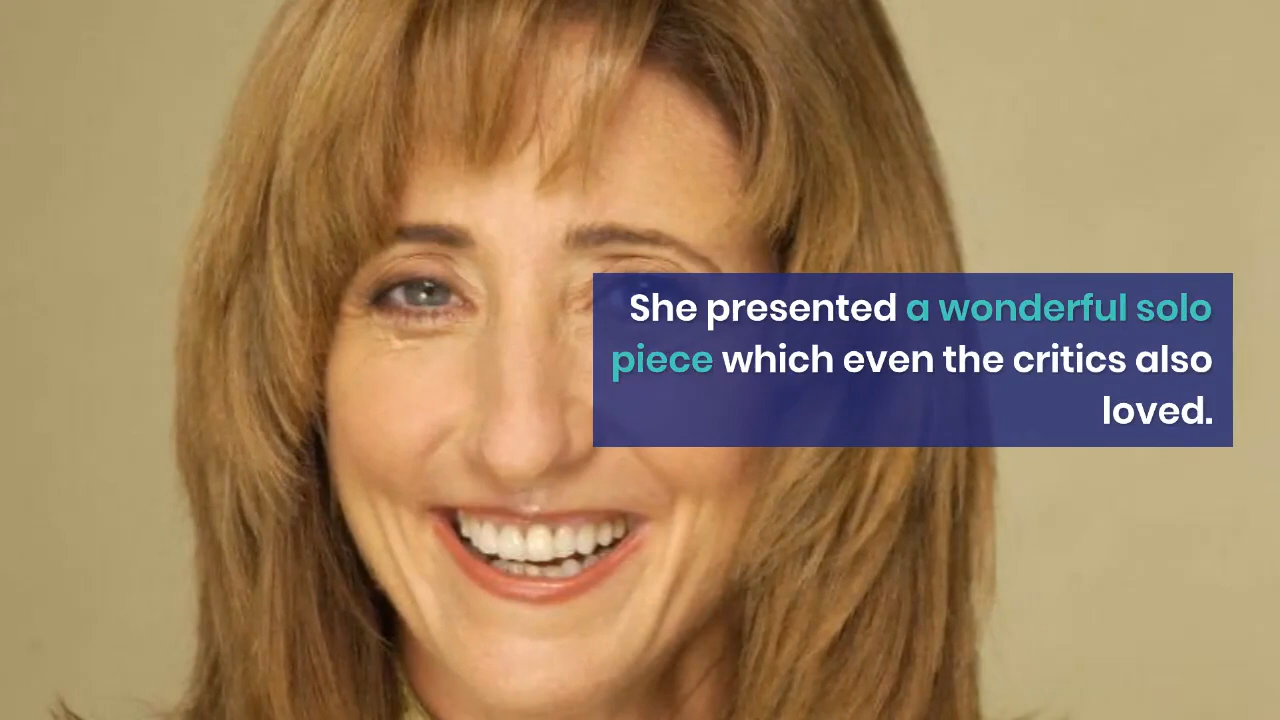 She presented a wonderful solo
piece which even the critics also
loved.